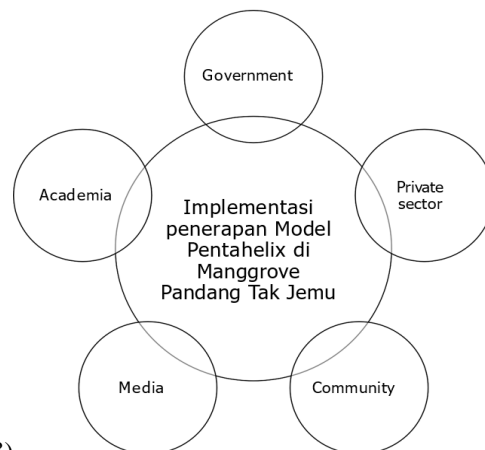 Government
Academia
Private
sector
Implementasi
penerapan Model
Pentahelix di
Manggrove
Pandang Tak Jemu
Media
Community